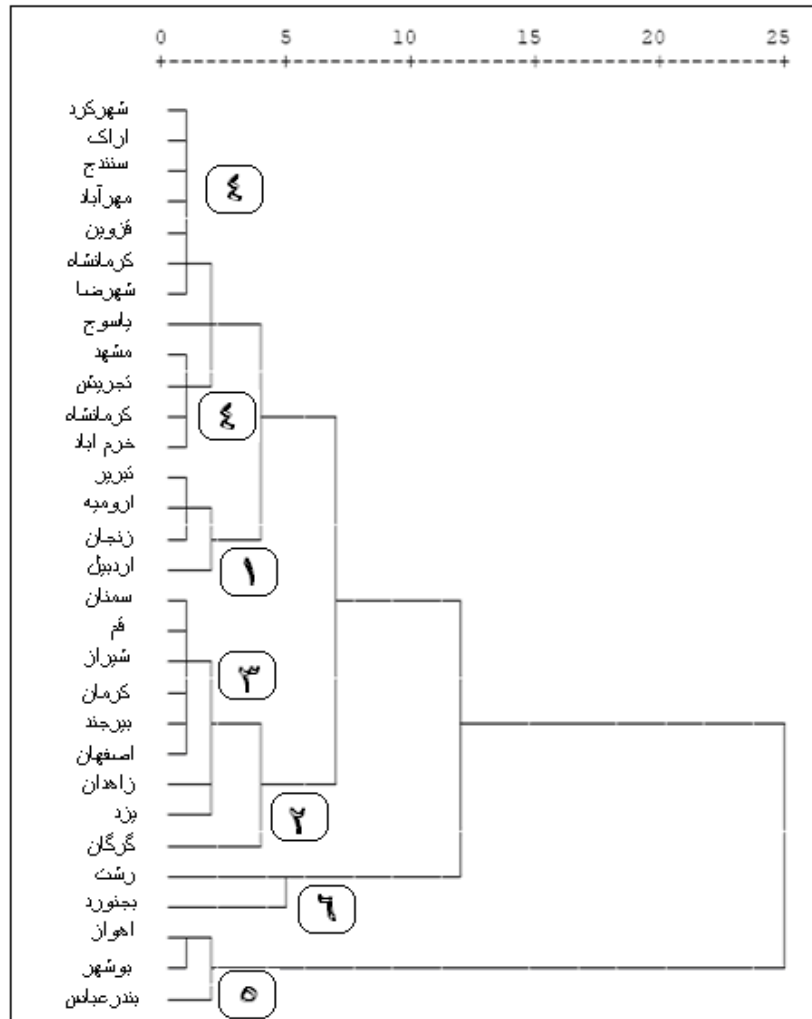 0 5 10 15 20 25
شهرکرد
اراک
سنندج
مهرآباد
قزوین
کرمانشاه
شهرضا
یاسوج
مشهد
تجریش
کرمانشاه
خرم اباد
تبریز
ارومیه
زنجان
اردبیل
سمنان
قم
شیراز
کرمان
بیرجند
اصفهان
زاهدان
یزد
گرگان
رشت
بجنورد
اهواز
بوشهر
بندرعباس
٤
٤
١
٣
٢
٦
٥